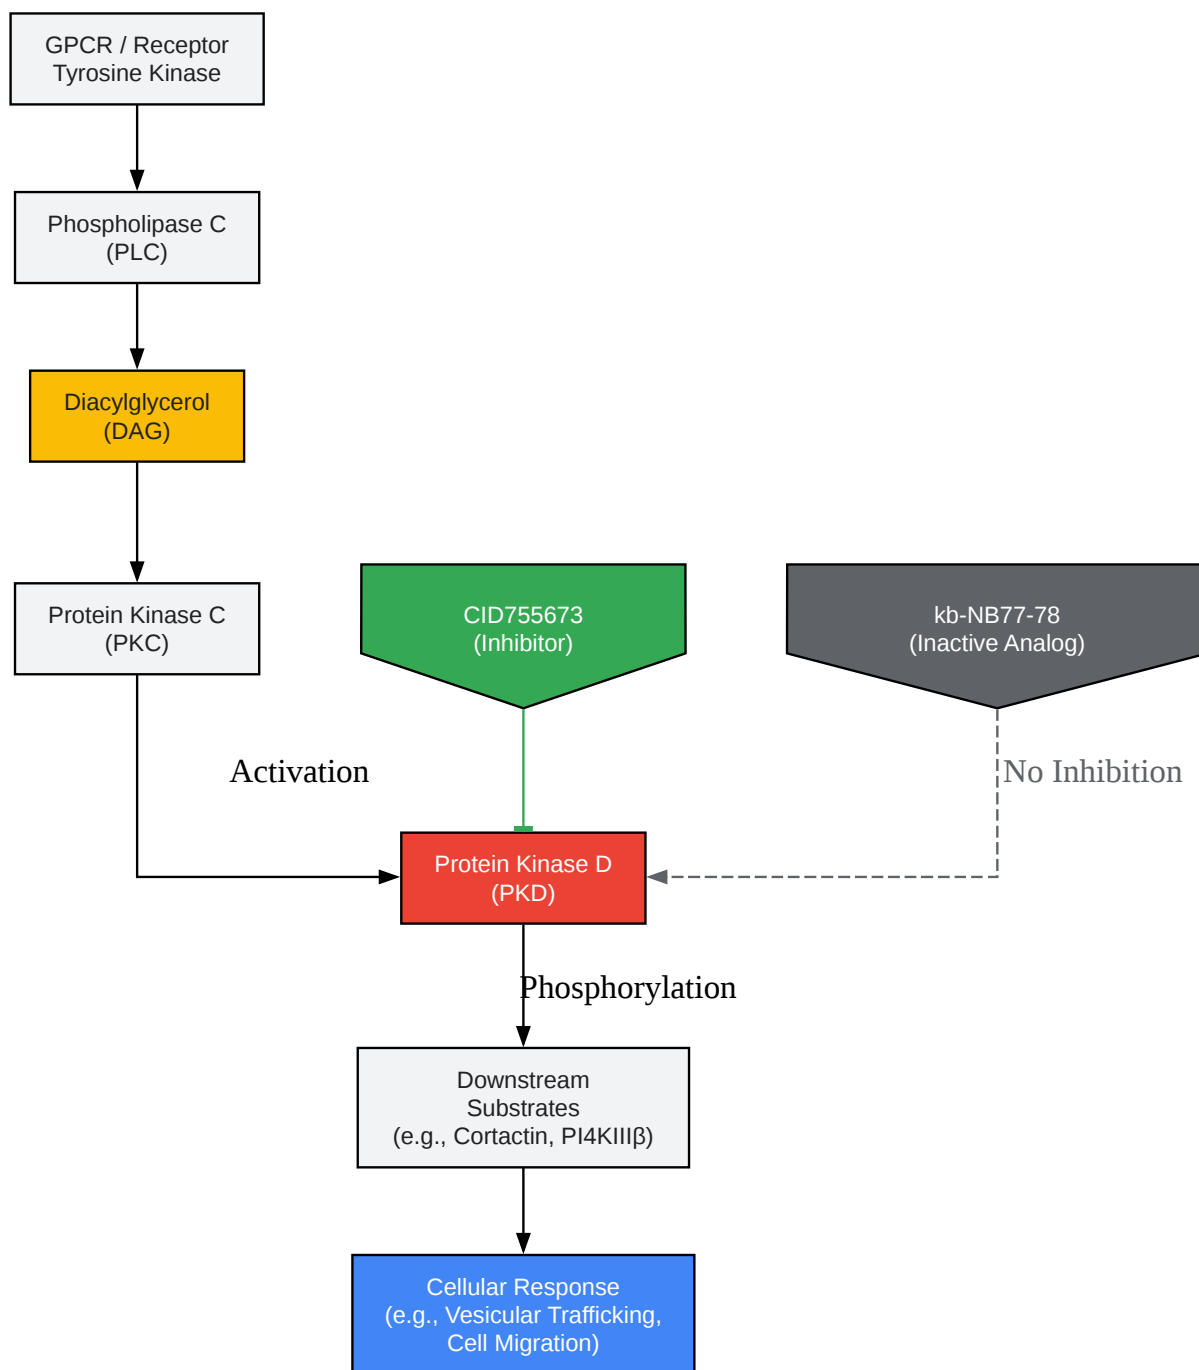 GPCR / Receptor
Tyrosine Kinase
Phospholipase C
(PLC)
Diacylglycerol
(DAG)
Protein Kinase C
(PKC)
CID755673
(Inhibitor)
kb-NB77-78
(Inactive Analog)
Activation
No Inhibition
Protein Kinase D
(PKD)
Phosphorylation
Downstream
Substrates
(e.g., Cortactin, PI4KIIIβ)
Cellular Response
(e.g., Vesicular Trafficking,
Cell Migration)